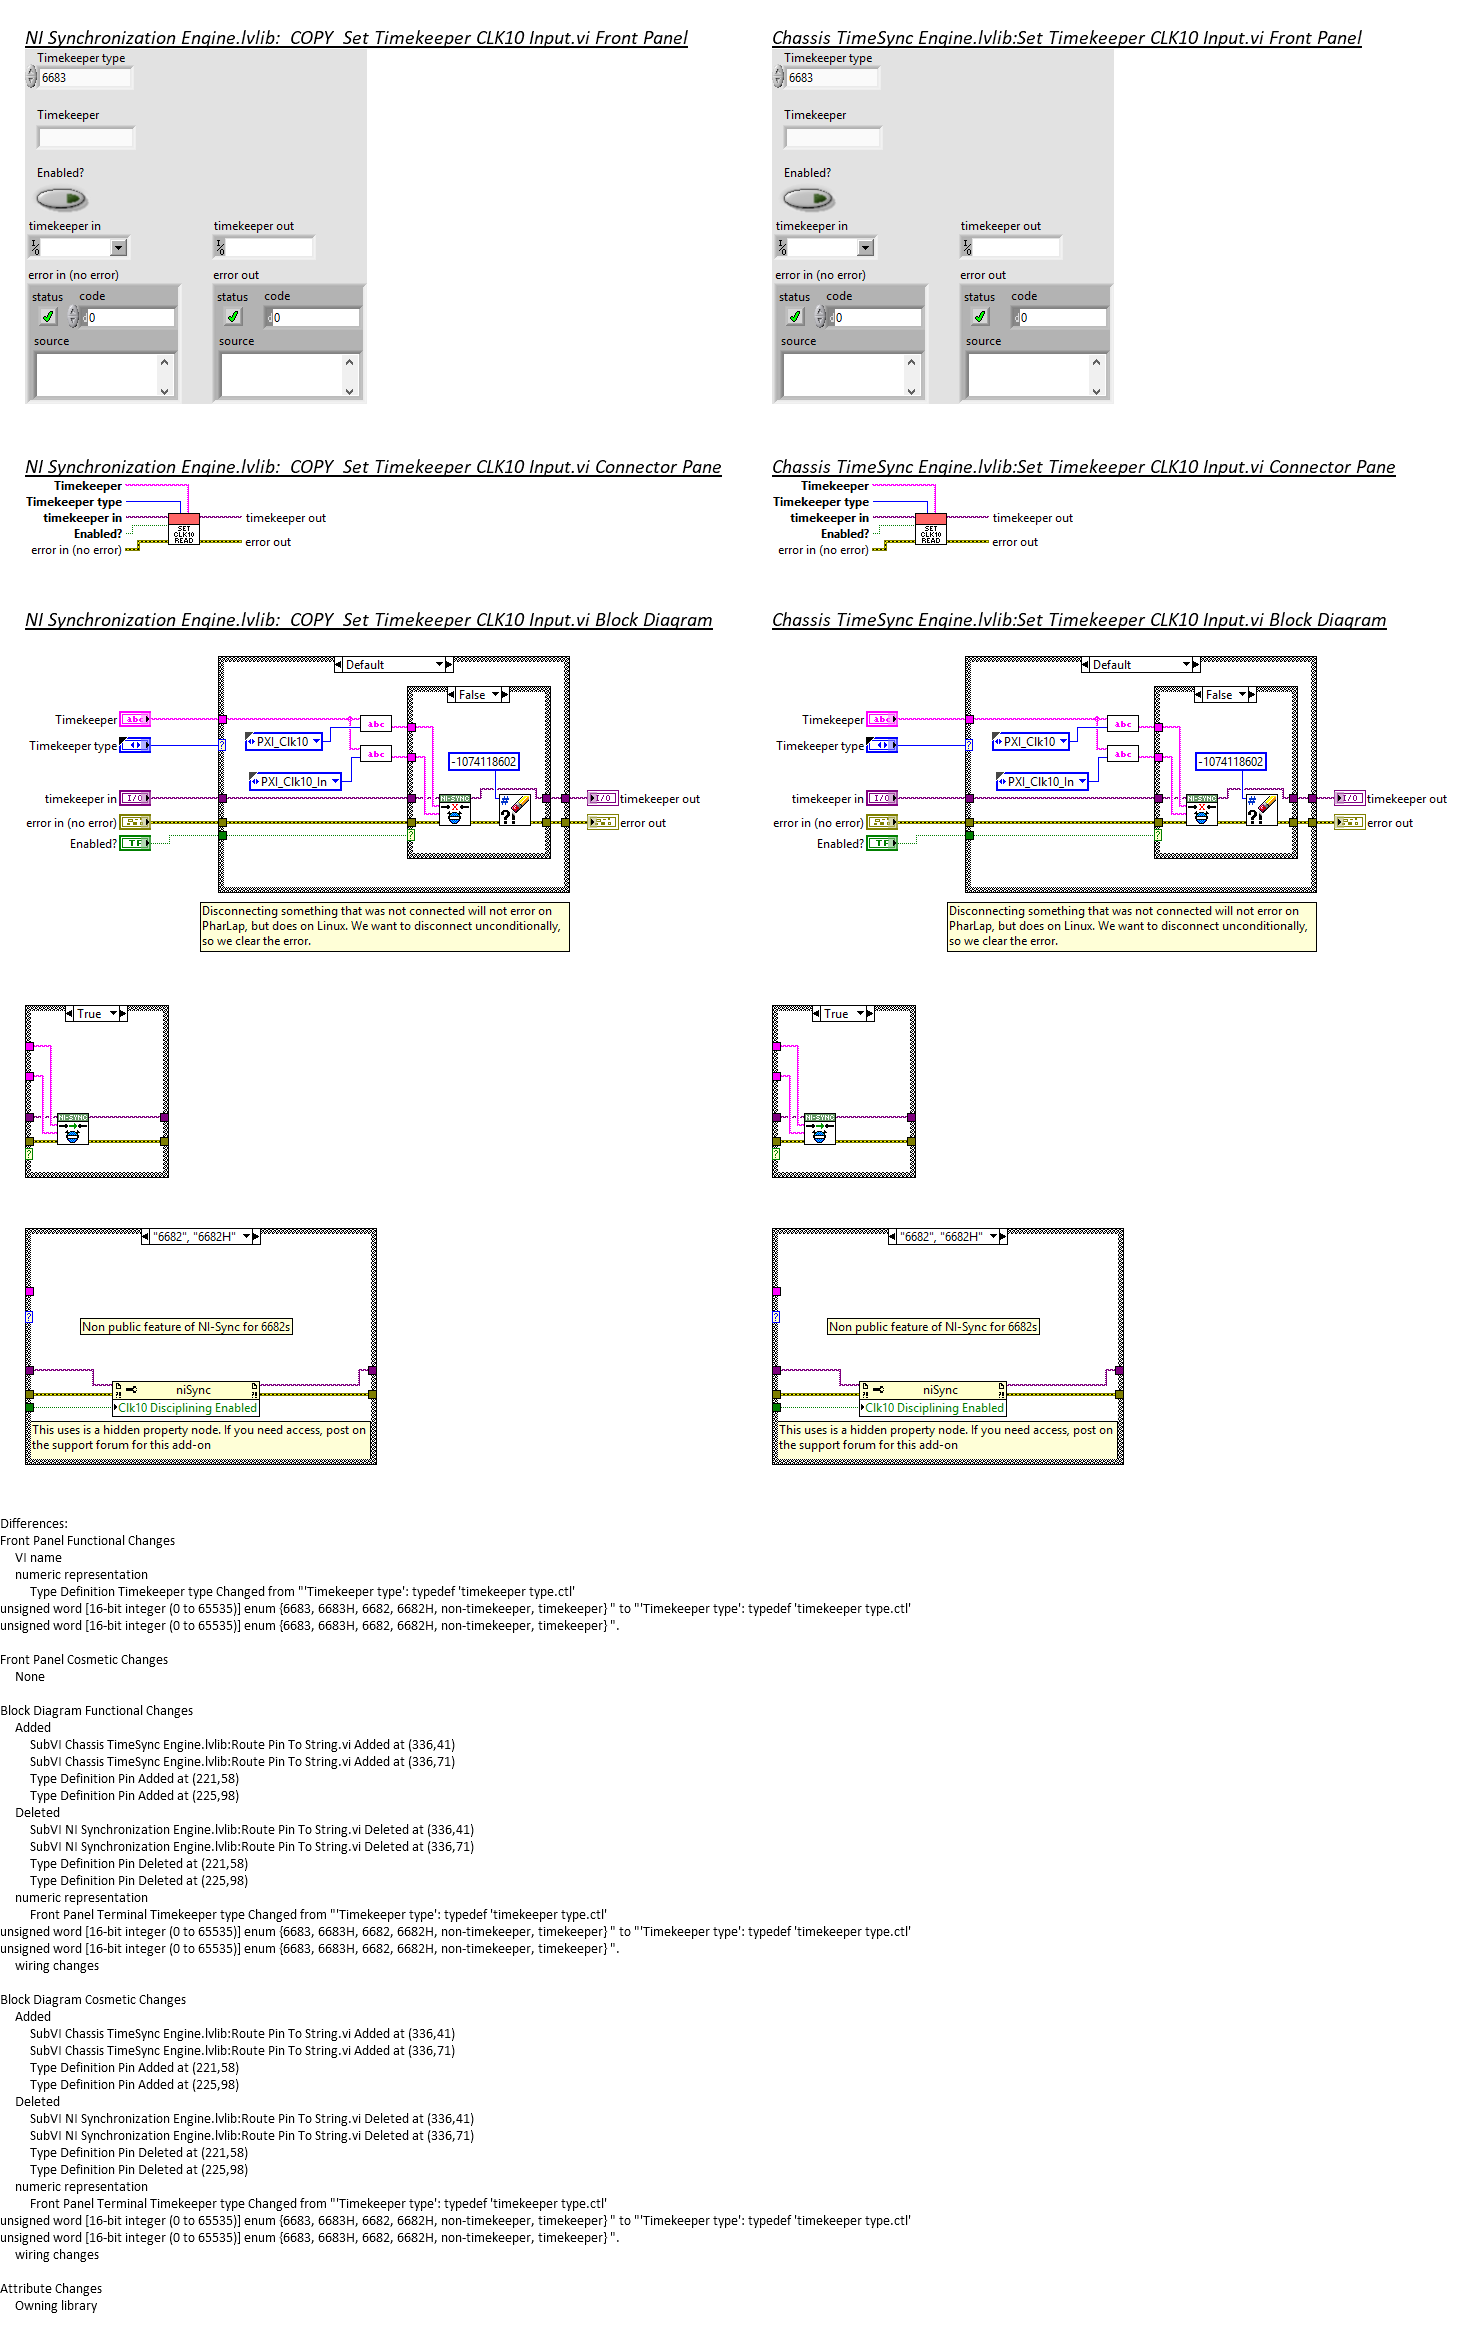 NI Synchronization Engine.lvlib:_COPY_Set Timekeeper CLK10 Input.vi Front Panel
Timekeeper type
6683
Timekeeper
Enabled?
timekeeper in
timekeeper out
I/O
I/O
error in (no error)
error out
status
code
status
code
0
0
source
source
Chassis TimeSync Engine.lvlib:Set Timekeeper CLK10 Input.vi Front Panel
Timekeeper type
6683
Timekeeper
Enabled?
timekeeper in
timekeeper out
I/O
I/O
error in (no error)
error out
status
code
status
code
0
0
source
source
NI Synchronization Engine.lvlib:_COPY_Set Timekeeper CLK10 Input.vi Connector Pane
Timekeeper
Timekeeper type
timekeeper in
Enabled?
error in (no error)
SET
CLK10
READ
timekeeper out
error out
Chassis TimeSync Engine.lvlib:Set Timekeeper CLK10 Input.vi Connector Pane
Timekeeper
Timekeeper type
timekeeper in
Enabled?
error in (no error)
SET
CLK10
READ
timekeeper out
error out
NI Synchronization Engine.lvlib:_COPY_Set Timekeeper CLK10 Input.vi Block Diagram
Default
False
Timekeeper
abc
abc
Timekeeper type
PXI_Clk10
abc
-1074118602
PXI_Clk10_In
timekeeper in
I/O
NI-SYNC
I/O
timekeeper out
error in (no error)
error out
Enabled?
TF
Disconnecting something that was not connected will not error on
PharLap, but does on Linux. We want to disconnect unconditionally,
so we clear the error.
Chassis TimeSync Engine.lvlib:Set Timekeeper CLK10 Input.vi Block Diagram
Default
False
Timekeeper
abc
abc
Timekeeper type
PXI_Clk10
abc
-1074118602
PXI_Clk10_In
timekeeper in
I/O
NI-SYNC
I/O
timekeeper out
error in (no error)
error out
Enabled?
TF
Disconnecting something that was not connected will not error on
PharLap, but does on Linux. We want to disconnect unconditionally,
so we clear the error.
True
NI-SYNC
True
NI-SYNC
"6682", "6682H"
Non public feature of NI-Sync for 6682s
niSync
Clk10 Disciplining Enabled
This uses is a hidden property node. If you need access, post on
the support forum for this add-on
"6682", "6682H"
Non public feature of NI-Sync for 6682s
niSync
Clk10 Disciplining Enabled
This uses is a hidden property node. If you need access, post on
the support forum for this add-on
Differences:
Front Panel Functional Changes
VI name
numeric representation
Type Definition Timekeeper type Changed from "'Timekeeper type': typedef 'timekeeper type.ctl'
unsigned word [16-bit integer (0 to 65535)] enum {6683, 6683H, 6682, 6682H, non-timekeeper, timekeeper} " to "'Timekeeper type': typedef 'timekeeper type.ctl'
unsigned word [16-bit integer (0 to 65535)] enum {6683, 6683H, 6682, 6682H, non-timekeeper, timekeeper} ".
Front Panel Cosmetic Changes
None
Block Diagram Functional Changes
Added
SubVI Chassis TimeSync Engine.lvlib:Route Pin To String.vi Added at (336,41)
SubVI Chassis TimeSync Engine.lvlib:Route Pin To String.vi Added at (336,71)
Type Definition Pin Added at (221,58)
Type Definition Pin Added at (225,98)
Deleted
SubVI NI Synchronization Engine.lvlib:Route Pin To String.vi Deleted at (336,41)
SubVI NI Synchronization Engine.lvlib:Route Pin To String.vi Deleted at (336,71)
Type Definition Pin Deleted at (221,58)
Type Definition Pin Deleted at (225,98)
numeric representation
Front Panel Terminal Timekeeper type Changed from "'Timekeeper type': typedef 'timekeeper type.ctl'
unsigned word [16-bit integer (0 to 65535)] enum {6683, 6683H, 6682, 6682H, non-timekeeper, timekeeper} " to "'Timekeeper type': typedef 'timekeeper type.ctl'
unsigned word [16-bit integer (0 to 65535)] enum {6683, 6683H, 6682, 6682H, non-timekeeper, timekeeper} ".
wiring changes
Block Diagram Cosmetic Changes
Added
SubVI Chassis TimeSync Engine.lvlib:Route Pin To String.vi Added at (336,41)
SubVI Chassis TimeSync Engine.lvlib:Route Pin To String.vi Added at (336,71)
Type Definition Pin Added at (221,58)
Type Definition Pin Added at (225,98)
Deleted
SubVI NI Synchronization Engine.lvlib:Route Pin To String.vi Deleted at (336,41)
SubVI NI Synchronization Engine.lvlib:Route Pin To String.vi Deleted at (336,71)
Type Definition Pin Deleted at (221,58)
Type Definition Pin Deleted at (225,98)
numeric representation
Front Panel Terminal Timekeeper type Changed from "'Timekeeper type': typedef 'timekeeper type.ctl'
unsigned word [16-bit integer (0 to 65535)] enum {6683, 6683H, 6682, 6682H, non-timekeeper, timekeeper} " to "'Timekeeper type': typedef 'timekeeper type.ctl'
unsigned word [16-bit integer (0 to 65535)] enum {6683, 6683H, 6682, 6682H, non-timekeeper, timekeeper} ".
wiring changes
Attribute Changes
Owning library